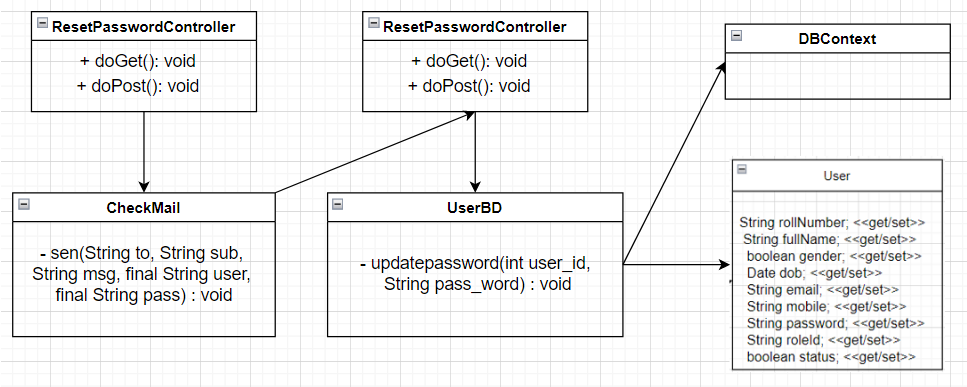 ResetPasswordController
+ doGet(): void
+ doPost(): void
ResetPasswordController
+ doGet(): void
+ doPost(): void
DBContext
CheckMail
- sen(String to, String sub,
String msg, final String user,
final String pass) : void
UserBD
- updatepassword(int user_id,
String pass_word) : void
User
String rollNumber; <<get/set>>
String fullName; <<get/set>>
boolean gender; <<get/set>>
Date dob; <<get/set>>
String email; <<get/set>>
String mobile; <<get/set>>
String password; <<get/set>>
String roleId; <<get/set>>
boolean status; <<get/set>>